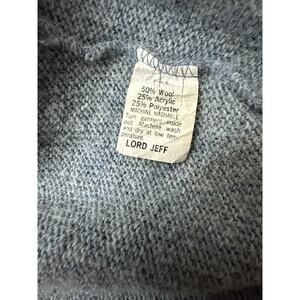 50% Wool
25% Acrylic
25% Polyester
MACHINE WASHABLE
Turn garment inside
out. Machine wash
and dry at low tem-
perature.
LORD JEFF